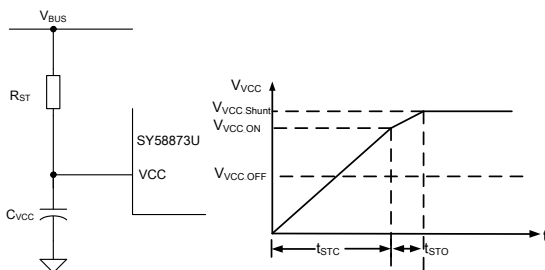 VBUS
RST
SY58873U
VCC
CVCC
VVCC
VVCC Shunt
VVCC ON
VVCC OFF
tSTC
tSTO
t